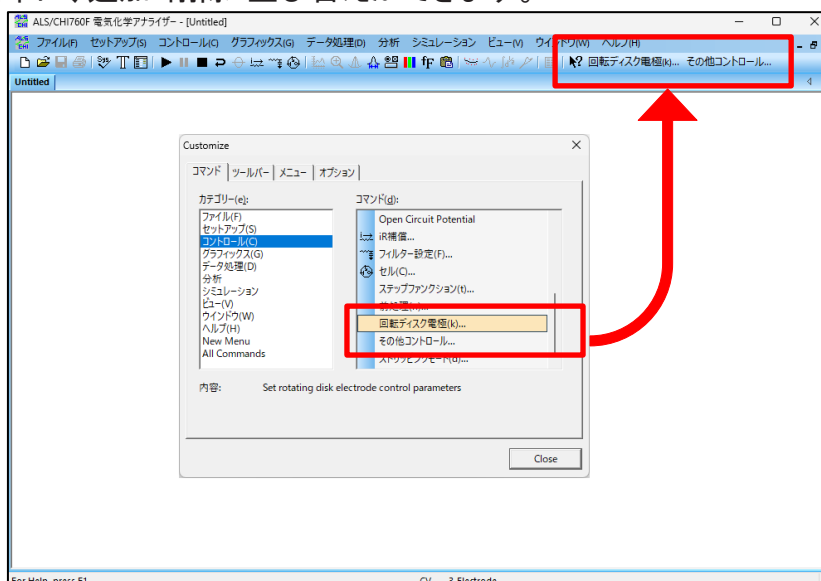 ALS/CHI760F 電気化学アナライザー - [Untitled]
ファイル(F) セットアップ(S) コントロール(C) グラフィックス(G) データ処理(D) 分析 シミュレーション ビュー(V) ウインドウ(W) ヘルプ(H)
回転ディスク電極(k)... その他コントロール...
Untitled
Customize
コマンド ツールバー メニュー オプション
カテゴリー(e):
ファイル(F)
セットアップ(S)
コントロール(C)
グラフィックス(G)
データ処理(D)
分析
シミュレーション
ビュー(V)
ウインドウ(W)
ヘルプ(H)
New Menu
All Commands
コマンド(d):
Open Circuit Potential
iR補償...
フィルター設定(F)...
セル(C)...
ステップファンクション(t)...
回転ディスク電極(k)...
その他コントロール...
ストリッピングモード(d)...
内容: Set rotating disk electrode control parameters
Close
For Help, press F1
CV 3 Electrode